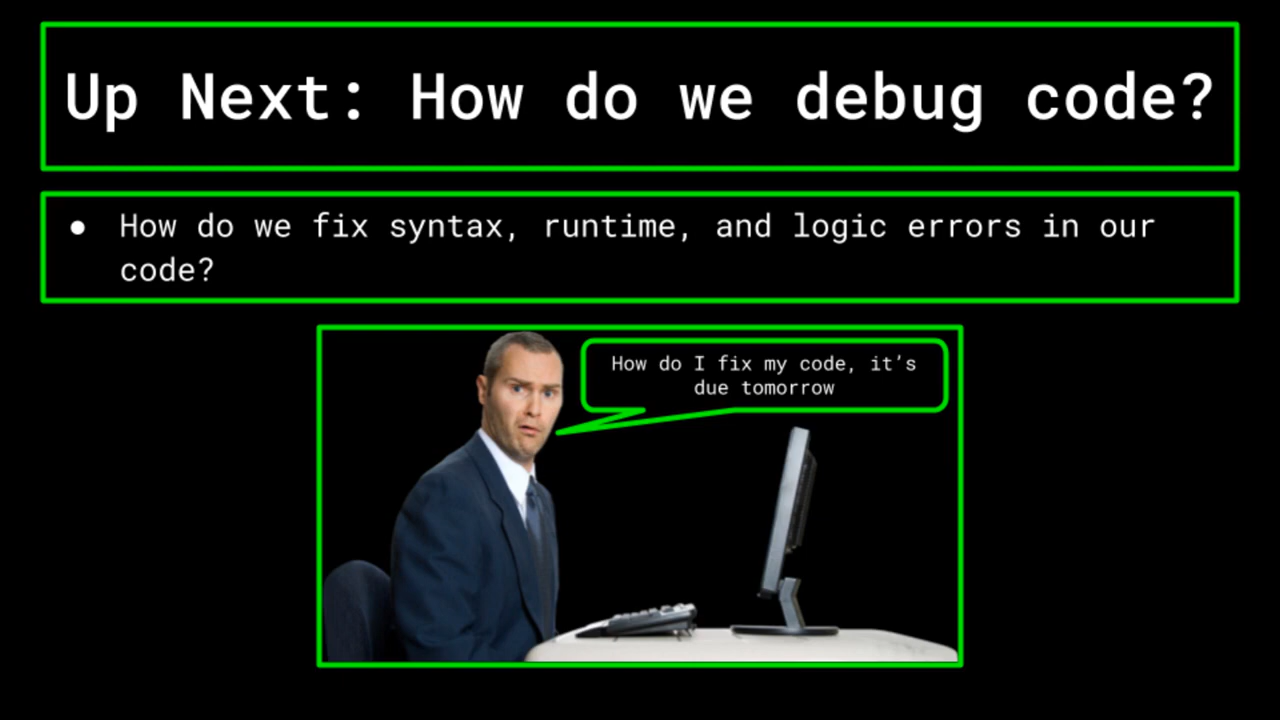 Up Next: How do we debug code?
● How do we fix syntax, runtime, and logic errors in our
code?
How do I fix my code, it’s
due tomorrow